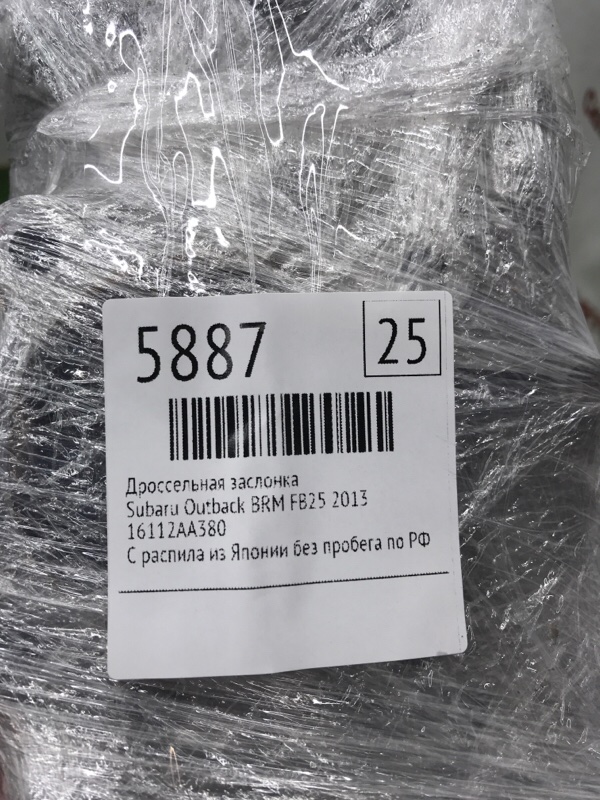 5887
25
Дроссельная заслонка
Subaru Outback BRM FB25 2013
16112AA380
С распила из Японии без пробега по РФ